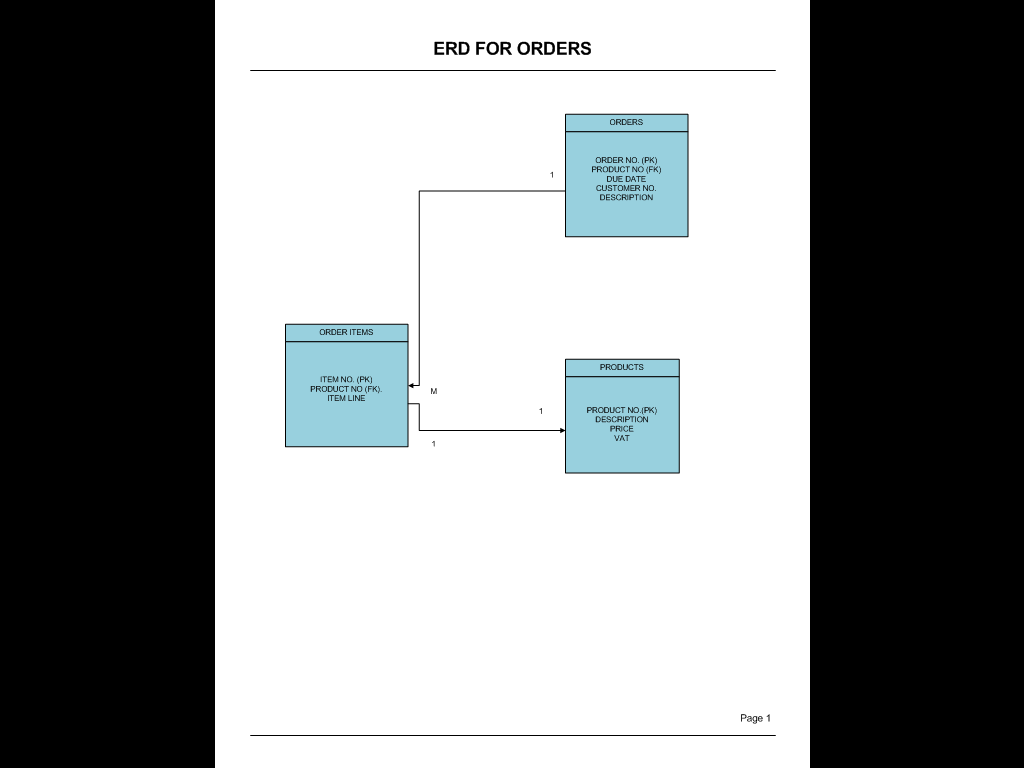 ERD FOR ORDERS
ORDERS
ORDER NO. (PK)
PRODUCT NO (FK)
DUE DATE
CUSTOMER NO.
DESCRIPTION
1
ORDER ITEMS
ITEM NO. (PK)
PRODUCT NO (FK).
ITEM LINE
M
1
1
PRODUCTS
PRODUCT NO.(PK)
DESCRIPTION
PRICE
VAT
Page 1